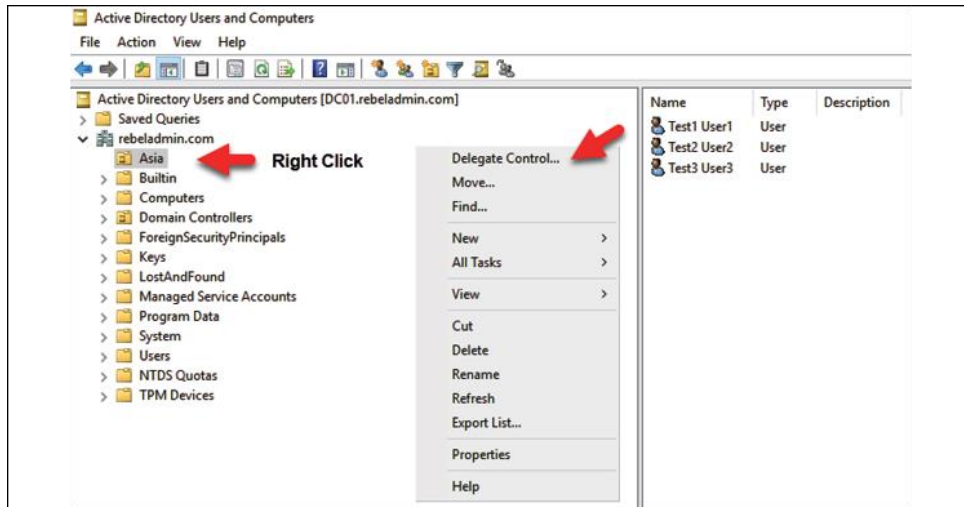 Active Directory Users and Computers
File Action View Help
Active Directory Users and Computers [DC01.rebeladmin.com]
Saved Queries
rebeladmin.com
Asia
Builtin
Computers
Domain Controllers
ForeignSecurityPrincipals
Keys
LostAndFound
Managed Service Accounts
Program Data
System
Users
NTDS Quotas
TPM Devices
Right Click
Delegate Control...
Move...
Find...
New
All Tasks
View
Cut
Delete
Rename
Refresh
Export List...
Properties
Help
Name Type Description
Test1 User1 User
Test2 User2 User
Test3 User3 User